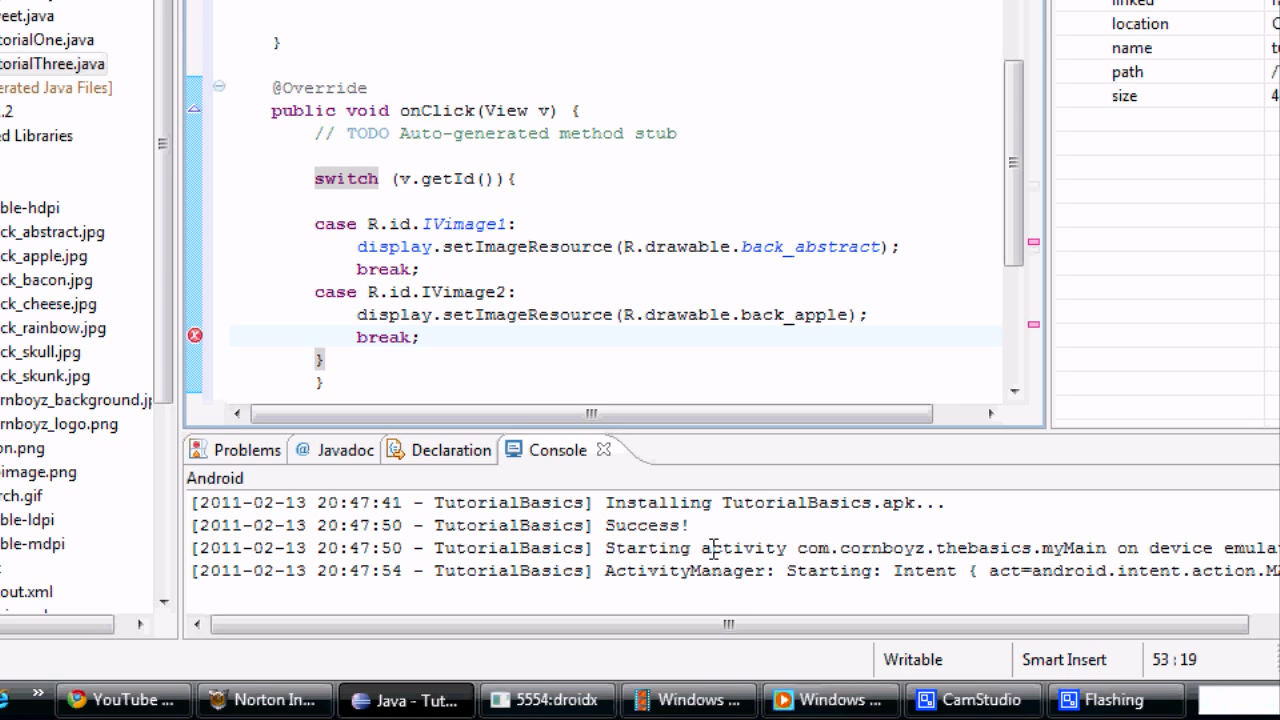 eet.java
torialOne.java
torialThree.java
erated Java Files]
.2
ed Libraries
ble-hdpi
ck_abstract.jpg
ck_apple.jpg
ck_bacon.jpg
ck_cheese.jpg
ck_rainbow.jpg
ck_skull.jpg
ck_skunk.jpg
rnboyz_background.j
rnboyz_logo.png
on.png
oimage.png
rch.gif
ble-ldpi
ble-mdpi
out.xml
}
@Override
public void onClick(View v) {
// TODO Auto-generated method stub
switch (v.getId()){
case R.id.IVimage1:
display.setImageResource(R.drawable.back_abstract);
break;
case R.id.IVimage2:
display.setImageResource(R.drawable.back_apple);
break;
}
}
linked
location
name
path /
size 4
Problems @ Javadoc Declaration Console
Android
[2011-02-13 20:47:41 - TutorialBasics] Installing TutorialBasics.apk...
[2011-02-13 20:47:50 - TutorialBasics] Success!
[2011-02-13 20:47:50 - TutorialBasics] Starting activity com.cornboyz.thebasics.myMain on device emula
[2011-02-13 20:47:54 - TutorialBasics] ActivityManager: Starting: Intent { act=android.intent.action.M
Writable Smart Insert 53 : 19
» YouTube ... Norton In... Java - Tut... 5554:droidx Windows ... Windows ... CamStudio Flashing